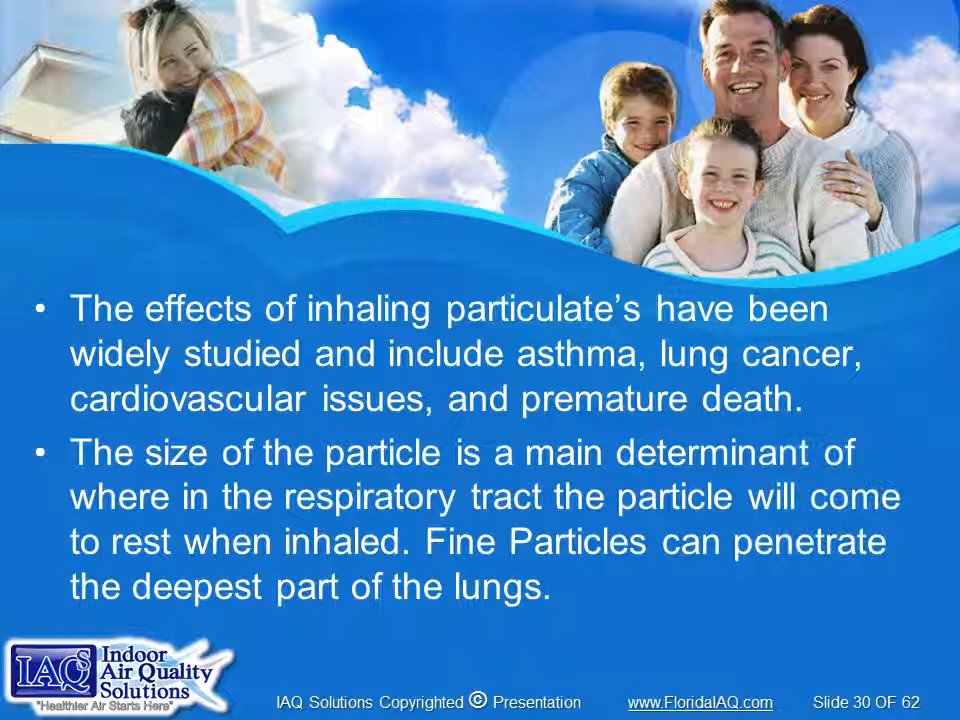 • The effects of inhaling particulate’s have been
widely studied and include asthma, lung cancer,
cardiovascular issues, and premature death.
• The size of the particle is a main determinant of
where in the respiratory tract the particle will come
to rest when inhaled. Fine Particles can penetrate
the deepest part of the lungs.
IAQs
Indoor
Air Quality
Solutions
"Healthier Air Starts Here"
IAQ Solutions Copyrighted © Presentation www.FloridaIAQ.com Slide 30 OF 62